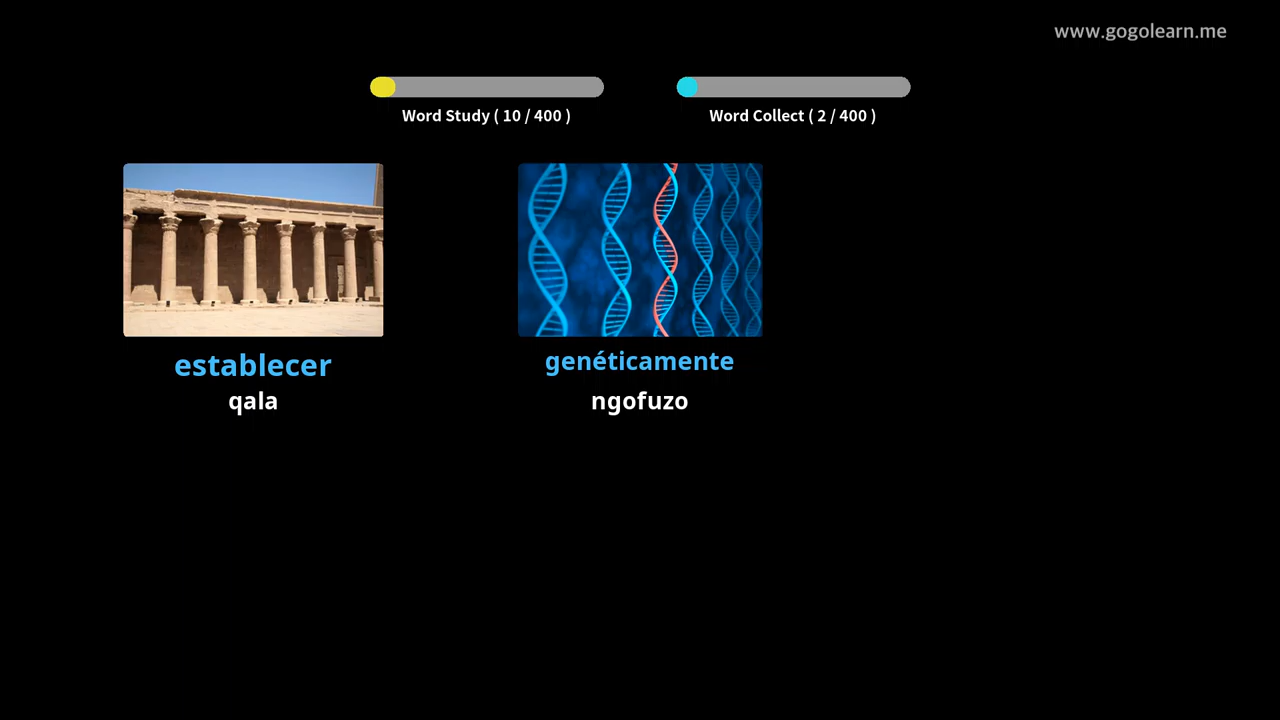 www.gogolearn.me
Word Study ( 10 / 400 )
Word Collect ( 2 / 400 )
establecer
qala
genéticamente
ngofuzo